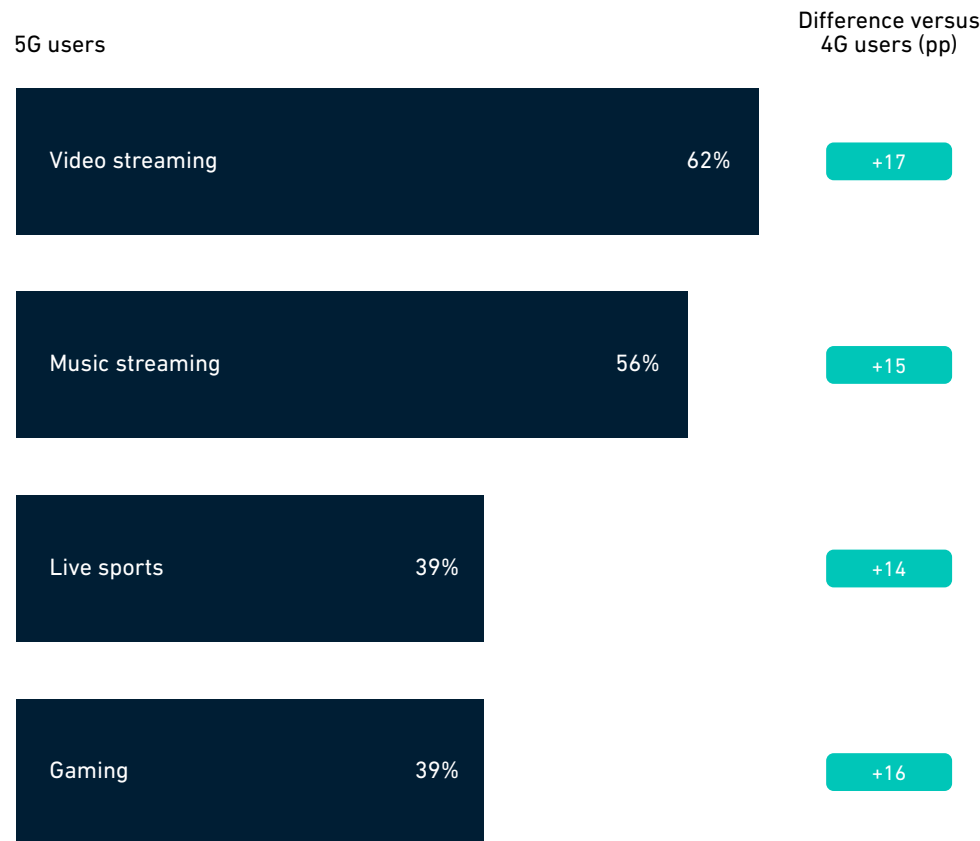 5G users
Difference versus
4G users (pp)
Video streaming 62% +17
Music streaming 56% +15
Live sports 39% +14
Gaming 39% +16